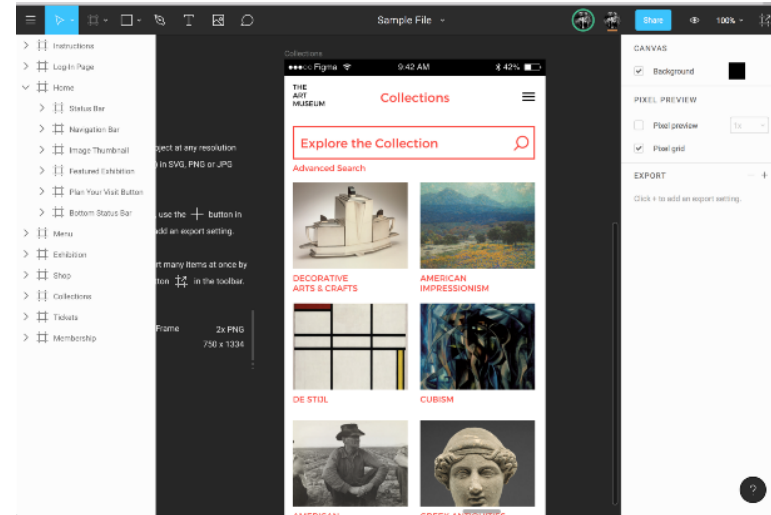 Sample File
Share
100%
Instructions
Log-In Page
Home
Status Bar
Navigation Bar
Image Thumbnail
Featured Exhibition
Plan Your Visit Button
Bottom Status Bar
Menu
Exhibition
Shop
Collections
Tickets
Membership
ject at any resolution
in SVG, PNG or JPG
, use the
button in
add an export setting.
rt many items at once by
in the toolbar.
Frame
2x PNG
750 x 1334
Collections
Figma
9:42 AM
42%
THE
ART
MUSEUM
Collections
Explore the Collection
Advanced Search
DECORATIVE
ARTS & CRAFTS
AMERICAN
IMPRESSIONISM
DE STIJL
CUBISM
AMERICAN
GREEK ANTIQUITIES
CANVAS
Background
PIXEL PREVIEW
Pixel preview
1x
Pixel grid
EXPORT
Click + to add an export setting.
?